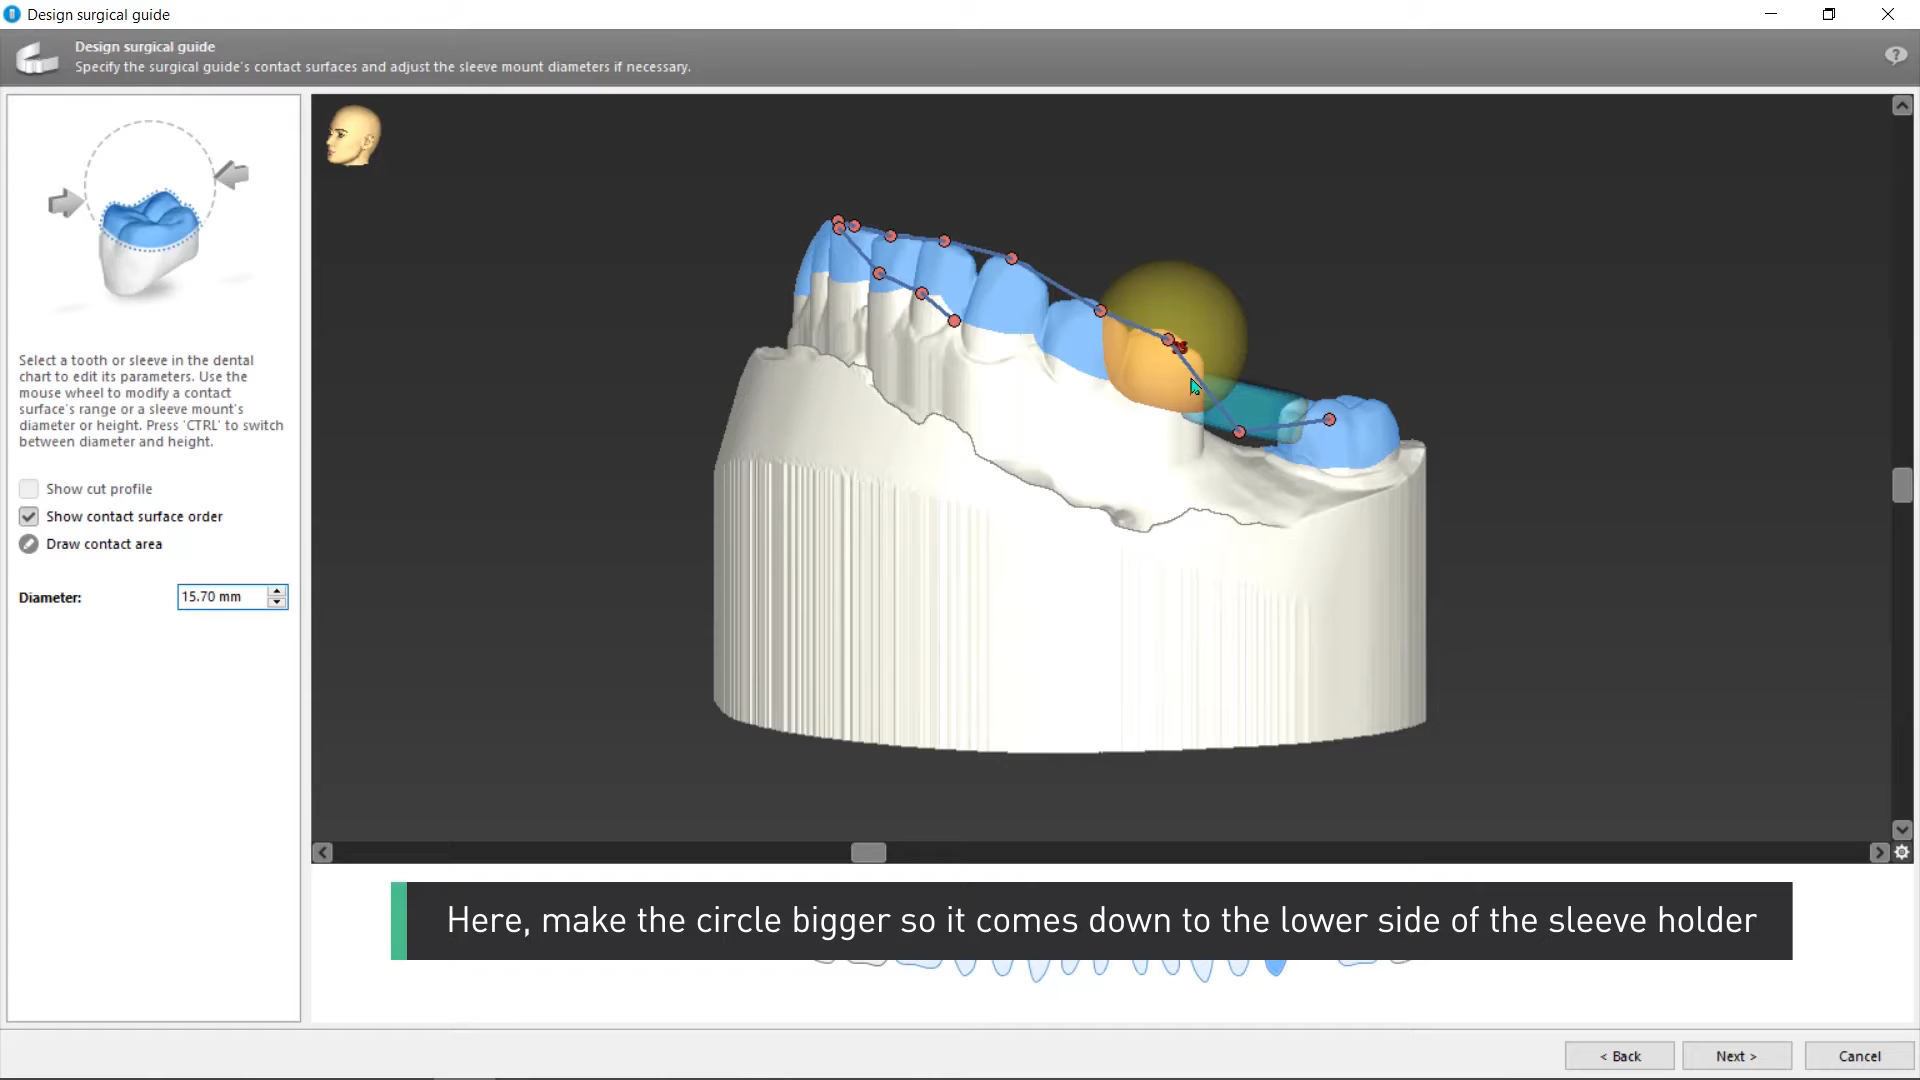 Design surgical guide
Design surgical guide
Specify the surgical guide's contact surfaces and adjust the sleeve mount diameters if necessary.
Select a tooth or sleeve in the dental
chart to edit its parameters. Use the
mouse wheel to modify a contact
surface's range or a sleeve mount's
diameter or height. Press 'CTRL' to switch
between diameter and height.
Show cut profile
Show contact surface order
Draw contact area
Diameter:
15.70 mm
Here, make the circle bigger so it comes down to the lower side of the sleeve holder
< Back
Next >
Cancel